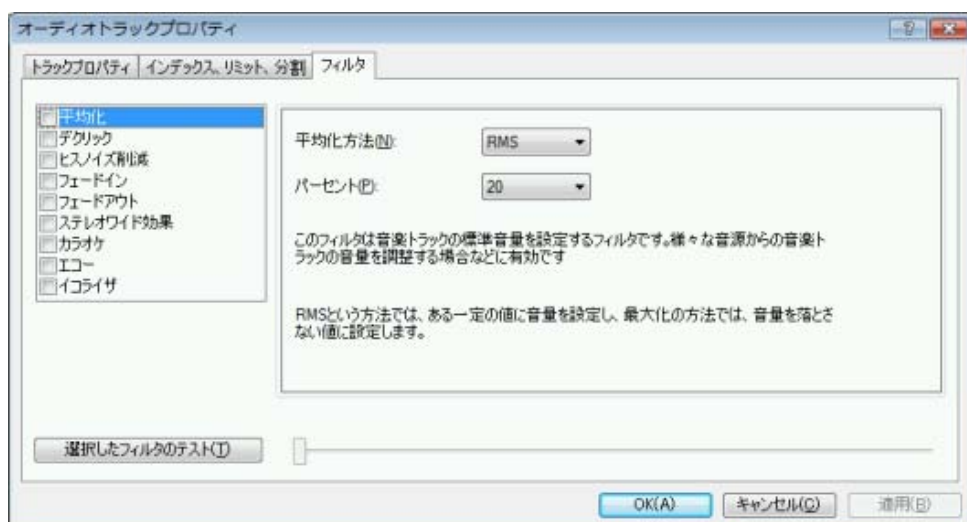 オーディオトラックプロパティ
トラックプロパティ インデックス、リミット、分割 フィルタ
平均化
デクリック
ヒスノイズ削減
フェードイン
フェードアウト
ステレオワイド効果
カラオケ
エコー
イコライザ
平均化方法(N): RMS
パーセント(P): 20
このフィルタは音楽トラックの標準音量を設定するフィルタです。様々な音源からの音楽ト
ラックの音量を調整する場合などに有効です
RMSという方法では、ある一定の値に音量を設定し、最大化の方法では、音量を落とさ
ない値に設定します。
選択したフィルタのテスト(T)
OK(A) キャンセル(C) 適用(B)